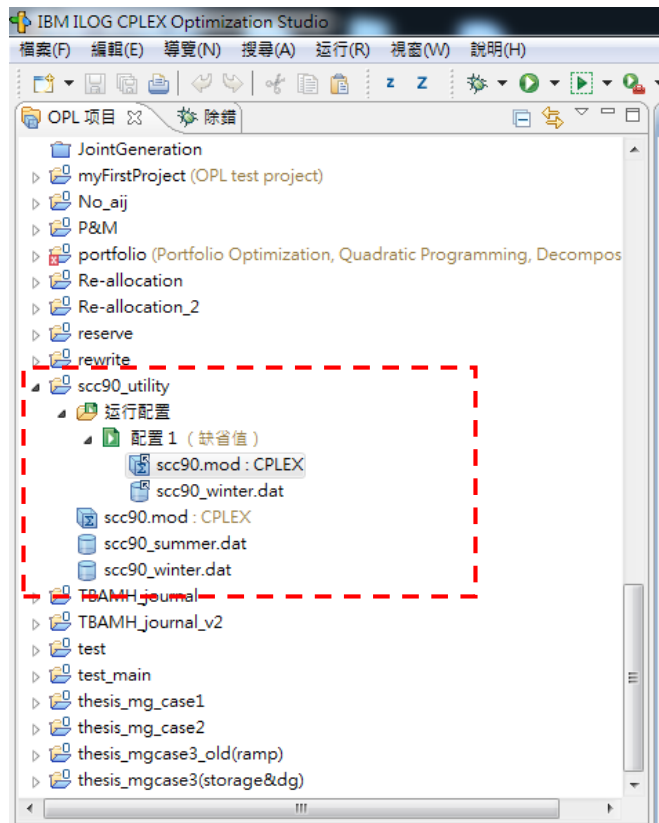 IBM ILOG CPLEX Optimization Studio
檔案(F) 編輯(E) 導覽(N) 搜尋(A) 运行(R) 視窗(W) 說明(H)
z Z
OPL 项目 除錯
JointGeneration
myFirstProject (OPL test project)
No_aij
P&M
portfolio (Portfolio Optimization, Quadratic Programming, Decompos
Re-allocation
Re-allocation_2
reserve
rewrite
scc90_utility
运行配置
配置 1 （缺省值）
scc90.mod : CPLEX
scc90_winter.dat
scc90.mod : CPLEX
scc90_summer.dat
scc90_winter.dat
TBAMH_journal
TBAMH_journal_v2
test
test_main
thesis_mg_case1
thesis_mg_case2
thesis_mgcase3_old(ramp)
thesis_mgcase3(storage&dg)